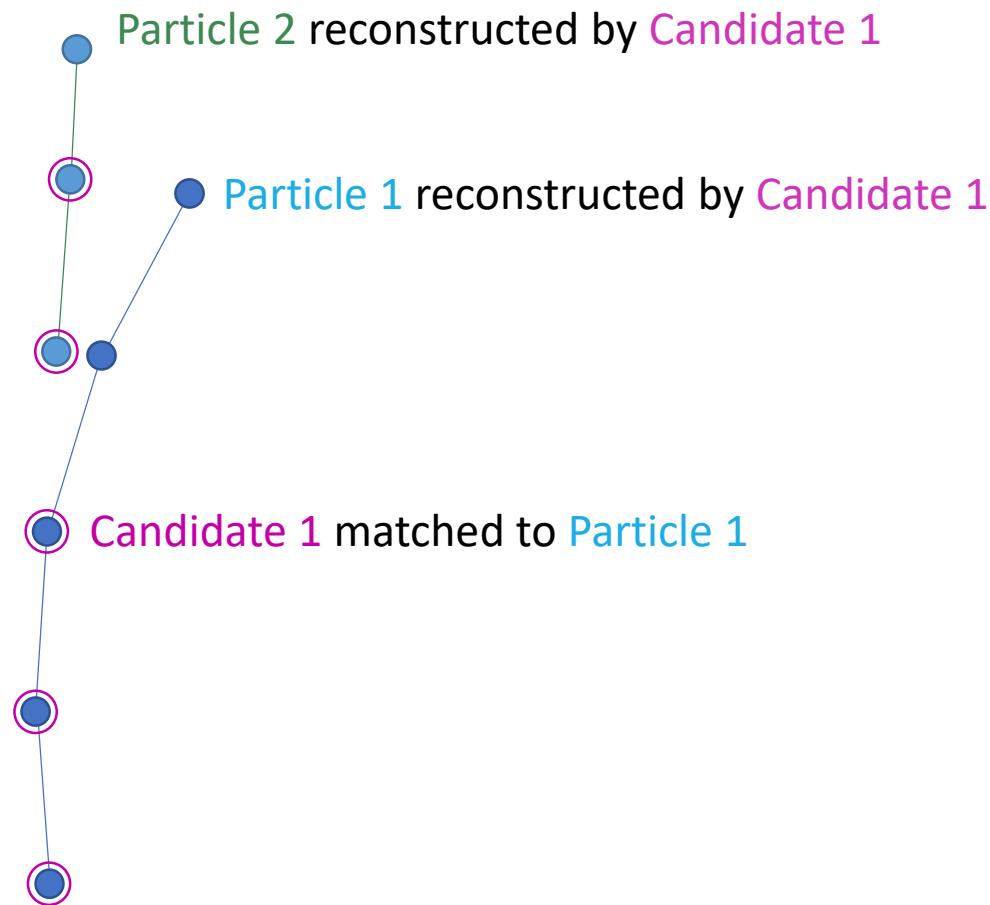 Particle 2 reconstructed by Candidate 1
Particle 1 reconstructed by Candidate 1
Candidate 1 matched to Particle 1